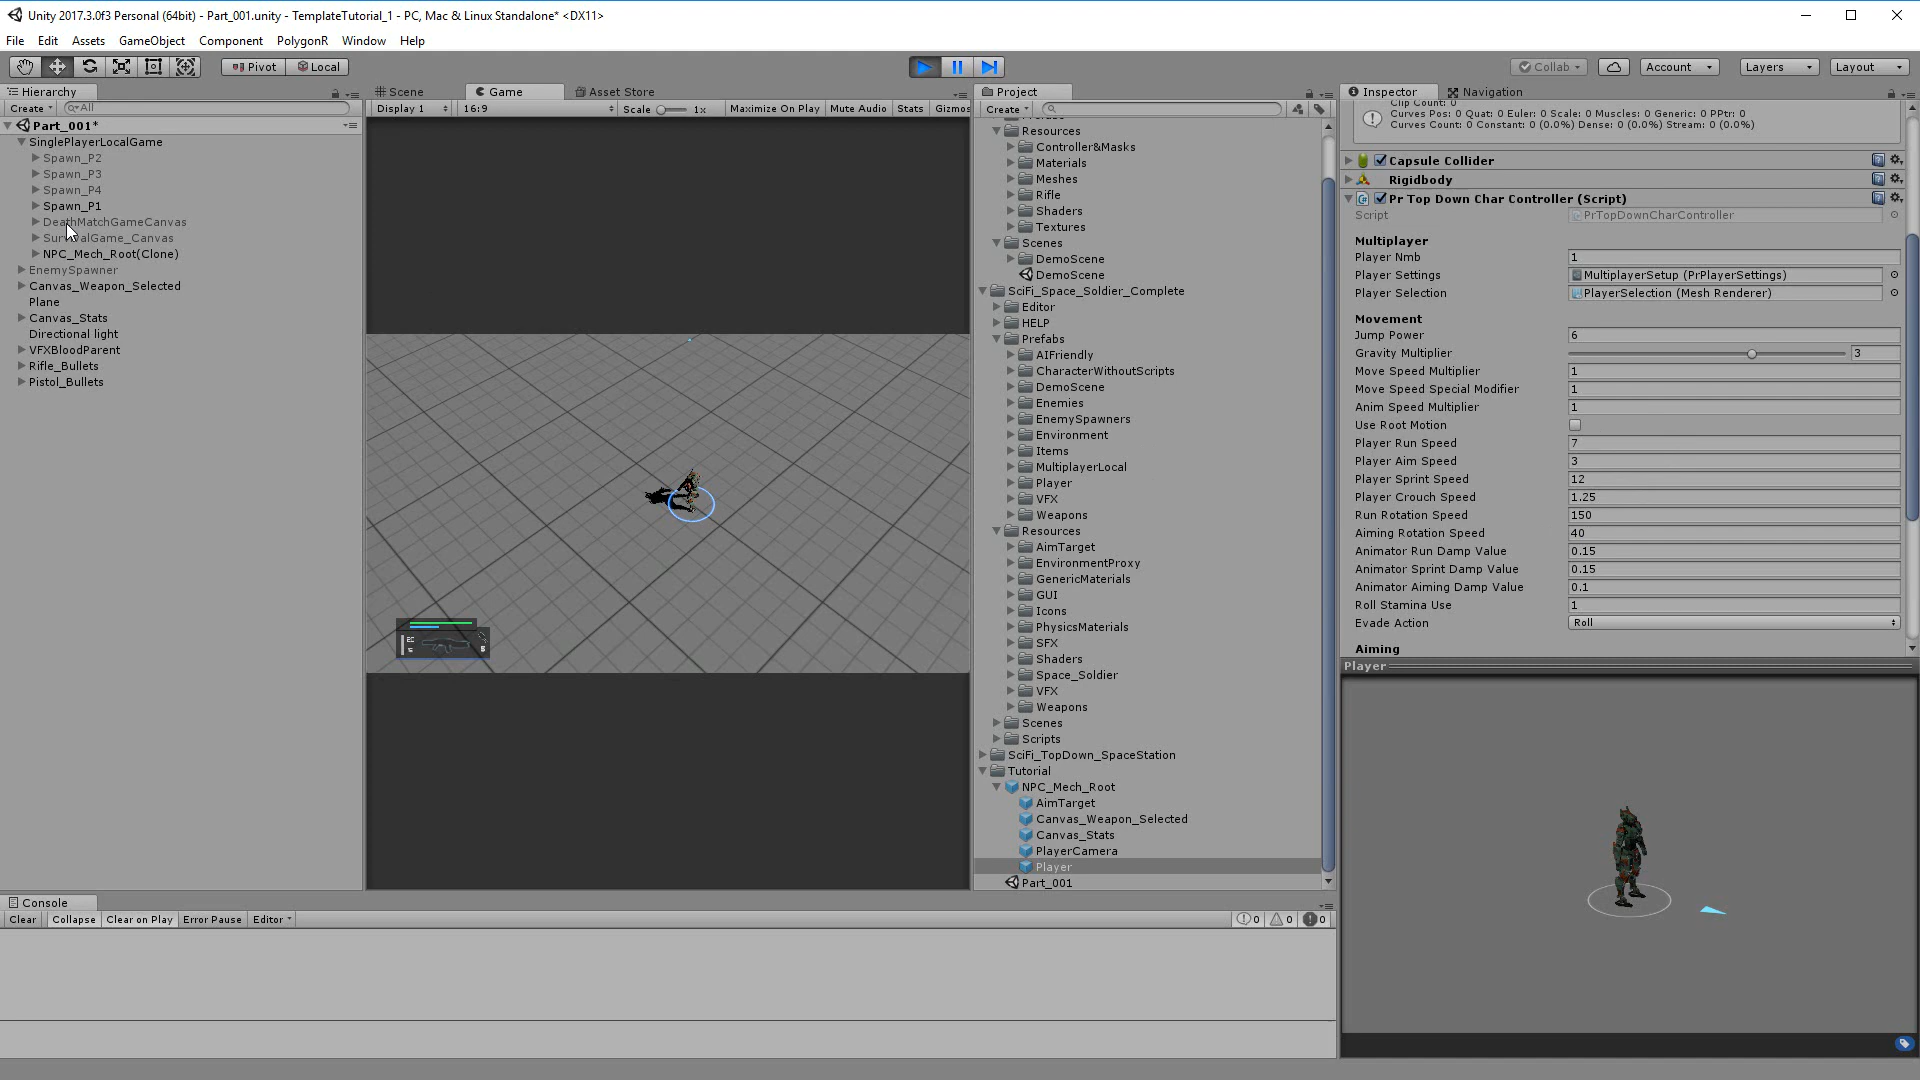 Unity 2017.3.0f3 Personal (64bit) - Part_001.unity - TemplateTutorial_1 - PC, Mac & Linux Standalone* <DX11>
File Edit Assets GameObject Component PolygonR Window Help
Pivot Local Collab Account Layers Layout
Hierarchy
Create All
Part_001*
SinglePlayerLocalGame
Spawn_P2
Spawn_P3
Spawn_P4
Spawn_P1
DeathMatchGameCanvas
SurvivalGame_Canvas
NPC_Mech_Root(Clone)
EnemySpawner
Canvas_Weapon_Selected
Plane
Canvas_Stats
Directional light
VFXBloodParent
Rifle_Bullets
Pistol_Bullets
Scene Game Asset Store
Display 1 16:9 Scale 1x Maximize On Play Mute Audio Stats Gizmos
Project
Create
Resources
Controller&Masks
Materials
Meshes
Rifle
Shaders
Textures
Scenes
DemoScene
DemoScene
SciFi_Space_Soldier_Complete
Editor
HELP
Prefabs
AIFriendly
CharacterWithoutScripts
DemoScene
Enemies
EnemySpawners
Environment
Items
MultiplayerLocal
Player
VFX
Weapons
Resources
AimTarget
EnvironmentProxy
GenericMaterials
GUI
Icons
PhysicsMaterials
SFX
Shaders
Space_Soldier
VFX
Weapons
Scenes
Scripts
SciFi_TopDown_SpaceStation
Tutorial
NPC_Mech_Root
AimTarget
Canvas_Weapon_Selected
Canvas_Stats
PlayerCamera
Player
Part_001
Inspector Navigation
Clip Count: 0
Curves Pos: 0 Quat: 0 Euler: 0 Scale: 0 Muscles: 0 Generic: 0 PPtr: 0
Curves Count: 0 Constant: 0 (0.0%) Dense: 0 (0.0%) Stream: 0 (0.0%)
Capsule Collider
Rigidbody
Pr Top Down Char Controller (Script)
Script PrTopDownCharController
Multiplayer
Player Nmb 1
Player Settings MultiplayerSetup (PrPlayerSettings)
Player Selection PlayerSelection (Mesh Renderer)
Movement
Jump Power 6
Gravity Multiplier 3
Move Speed Multiplier 1
Move Speed Special Modifier 1
Anim Speed Multiplier 1
Use Root Motion
Player Run Speed 7
Player Aim Speed 3
Player Sprint Speed 12
Player Crouch Speed 1.25
Run Rotation Speed 150
Aiming Rotation Speed 40
Animator Run Damp Value 0.15
Animator Sprint Damp Value 0.15
Animator Aiming Damp Value 0.1
Roll Stamina Use 1
Evade Action Roll
Aiming
Player
Console
Clear Collapse Clear on Play Error Pause Editor 0 0 0